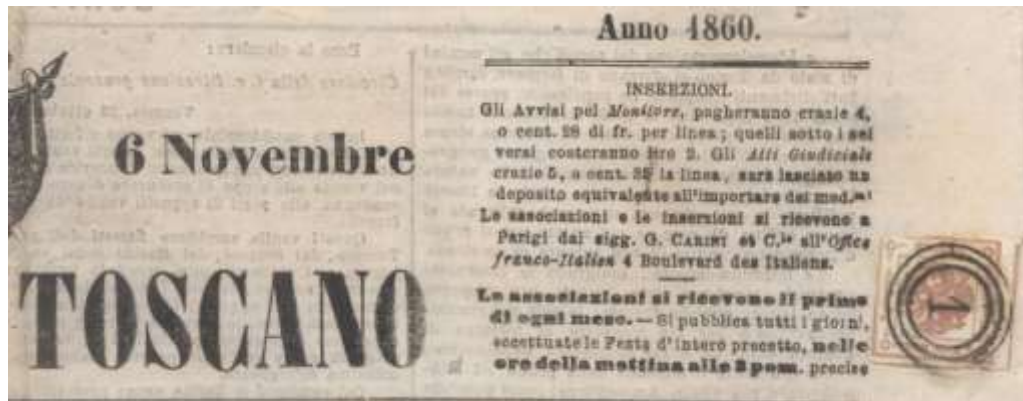 6 Novembre
TOSCANO
Anno 1860.
INSERZIONI.
Gli Avvisi pel Monitore, pagheranno crazie 4,
o cent. 28 di fr. per linea; quelli sotto i sei
versi costeranno lire 2. Gli Atti Giudiciale
crazie 5, o cent. 35 la linea, sarà lasciato un
deposito equivalente all'importare dei med.mi
Le associazioni e le inserzioni si ricevono a
Parigi dai sigg. G. CARINI et C.ie all'Office
franco-Italien 4 Boulevard des Italiens.
Le associazioni si ricevono il primo
di ogni mese. — Si pubblica tutti i giorni,
eccettuate le Feste d'intero precetto, nelle
ore della mattina alle 3 pom. precise
1